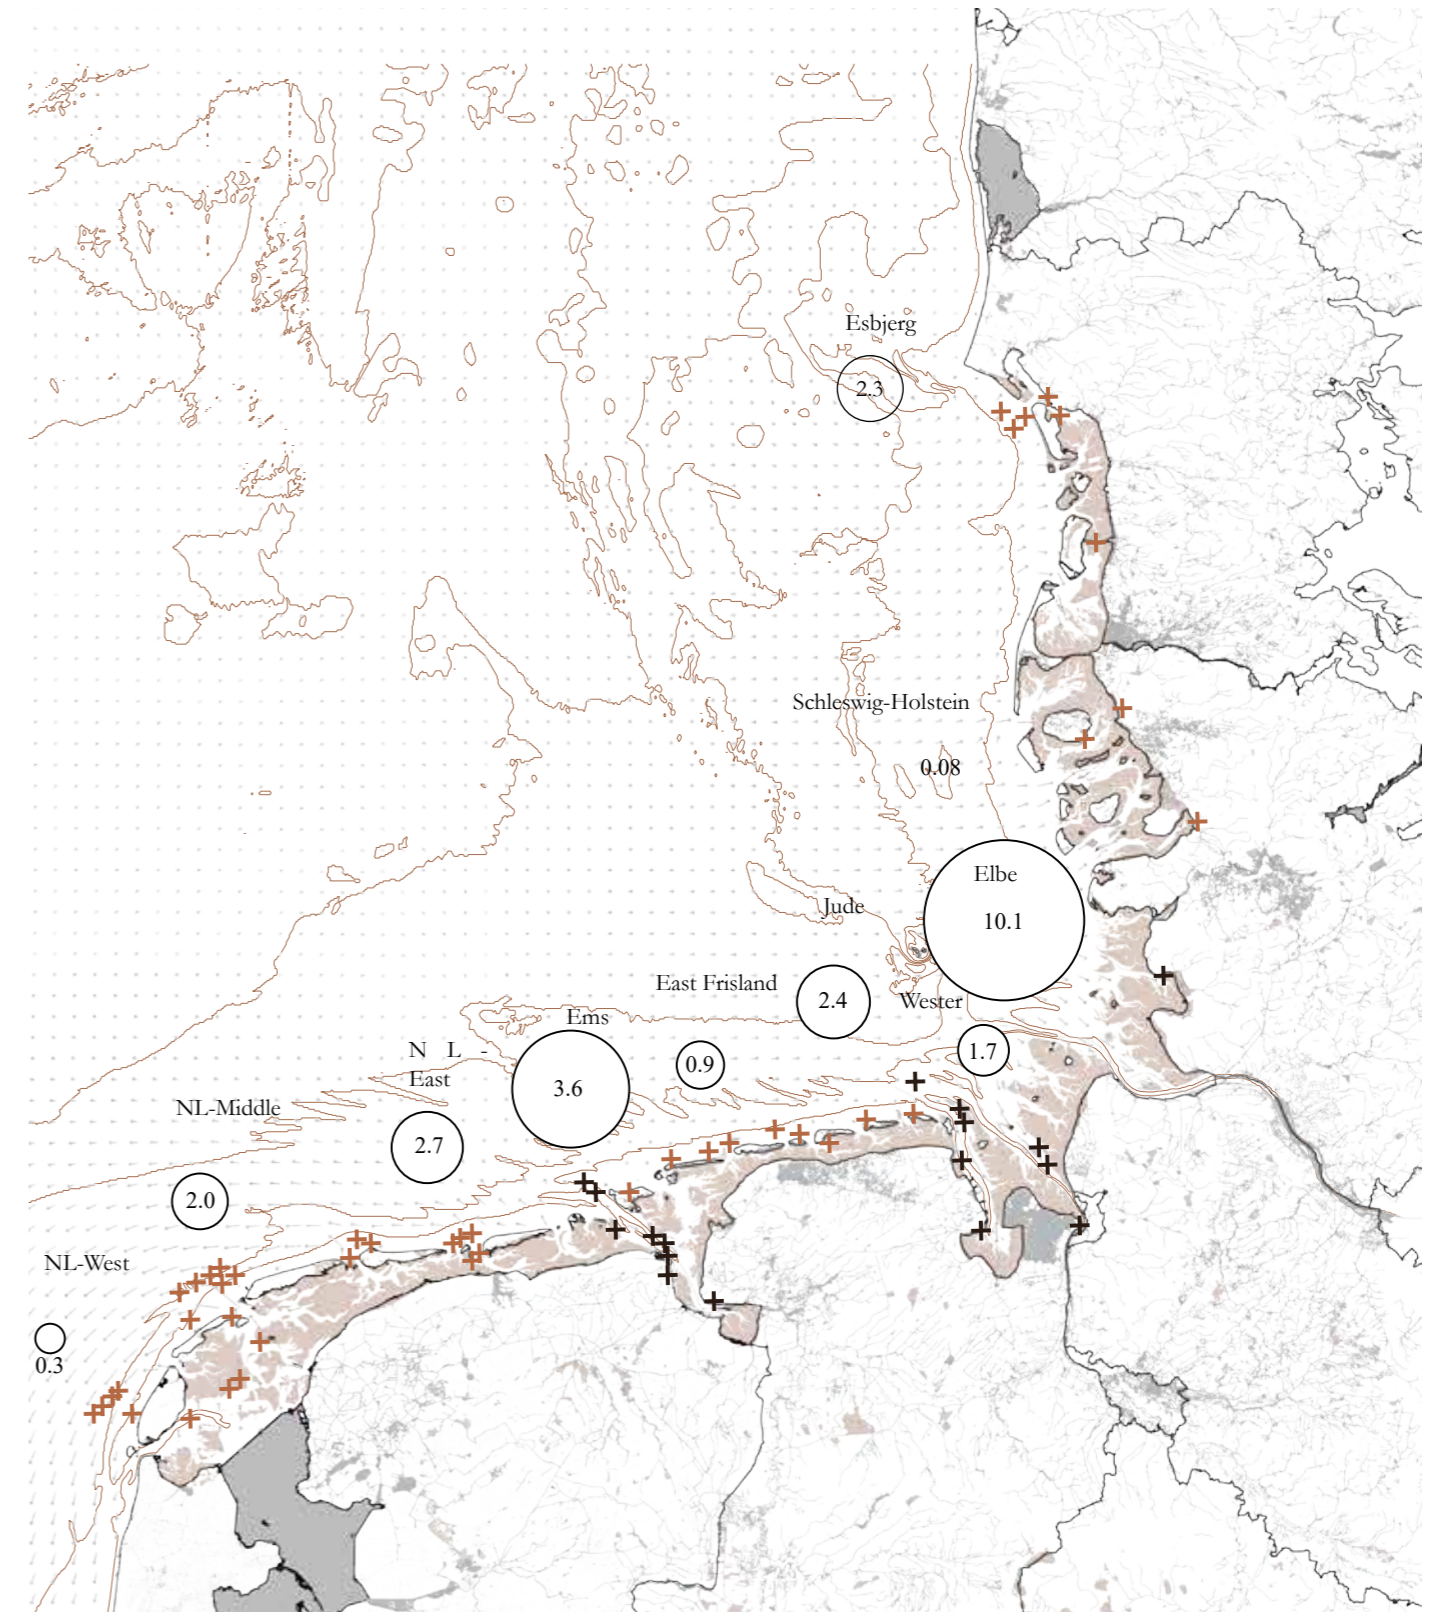 Esbjerg
2.3
Schleswig-Holstein
0.08
Elbe
10.1
Jude
East Frisland
2.4
Wester
Ems
3.6
0.9
1.7
N L -
East
2.7
NL-Middle
2.0
NL-West
0.3